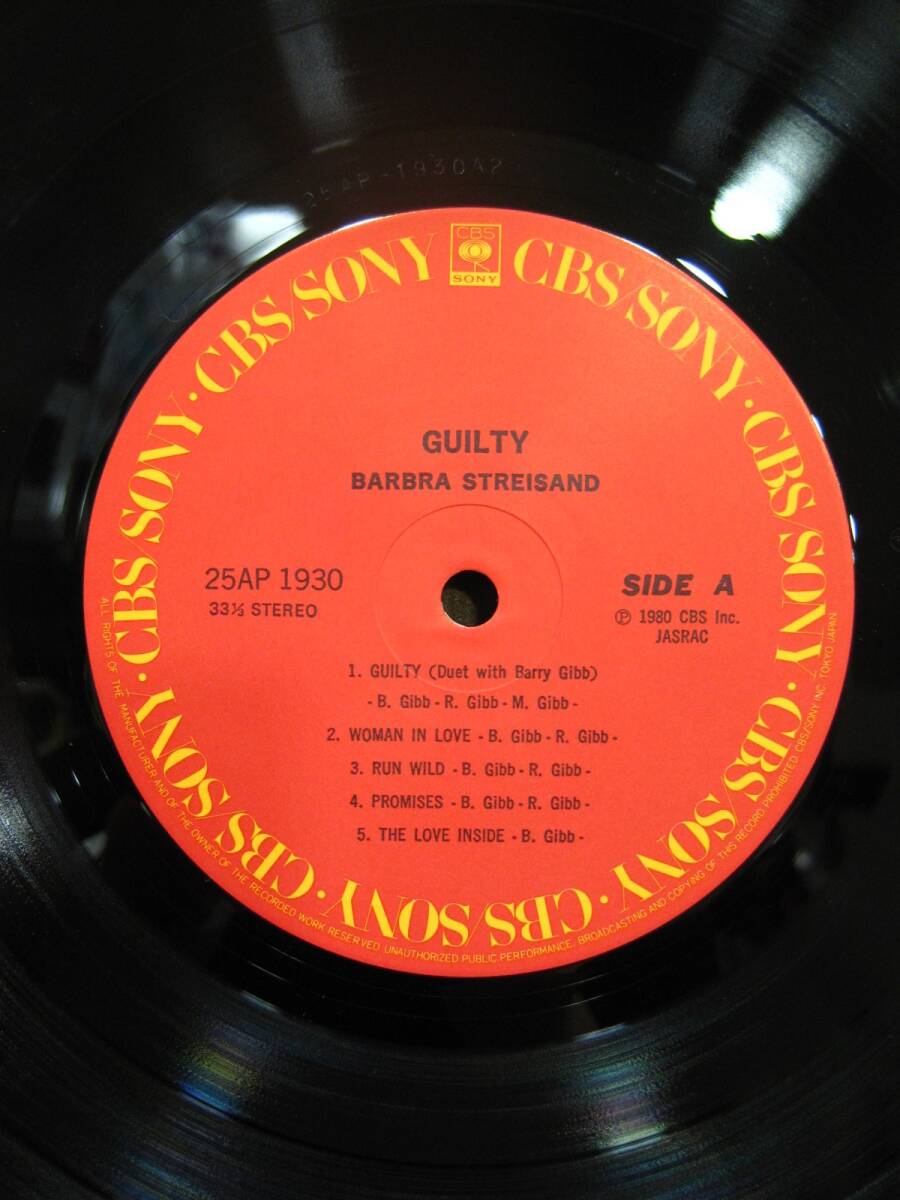 25AP-1930A2
CBS
SONY
CBS/SONY · CBS/SONY · CBS/SONY · CBS/SONY · CBS/SONY · CBS/SONY · CBS/SONY · CBS/SONY
GUILTY
BARBRA STREISAND
25AP 1930
33⅓ STEREO
SIDE A
Ⓟ 1980 CBS Inc.
JASRAC
1. GUILTY (Duet with Barry Gibb)
- B. Gibb - R. Gibb - M. Gibb -
2. WOMAN IN LOVE - B. Gibb - R. Gibb -
3. RUN WILD - B. Gibb - R. Gibb -
4. PROMISES - B. Gibb - R. Gibb -
5. THE LOVE INSIDE - B. Gibb -
ALL RIGHTS OF THE MANUFACTURER AND OF THE OWNER OF THE RECORDED WORK RESERVED UNAUTHORIZED PUBLIC PERFORMANCE, BROADCASTING AND COPYING OF THIS RECORD PROHIBITED CBS/SONY INC. TOKYO JAPAN